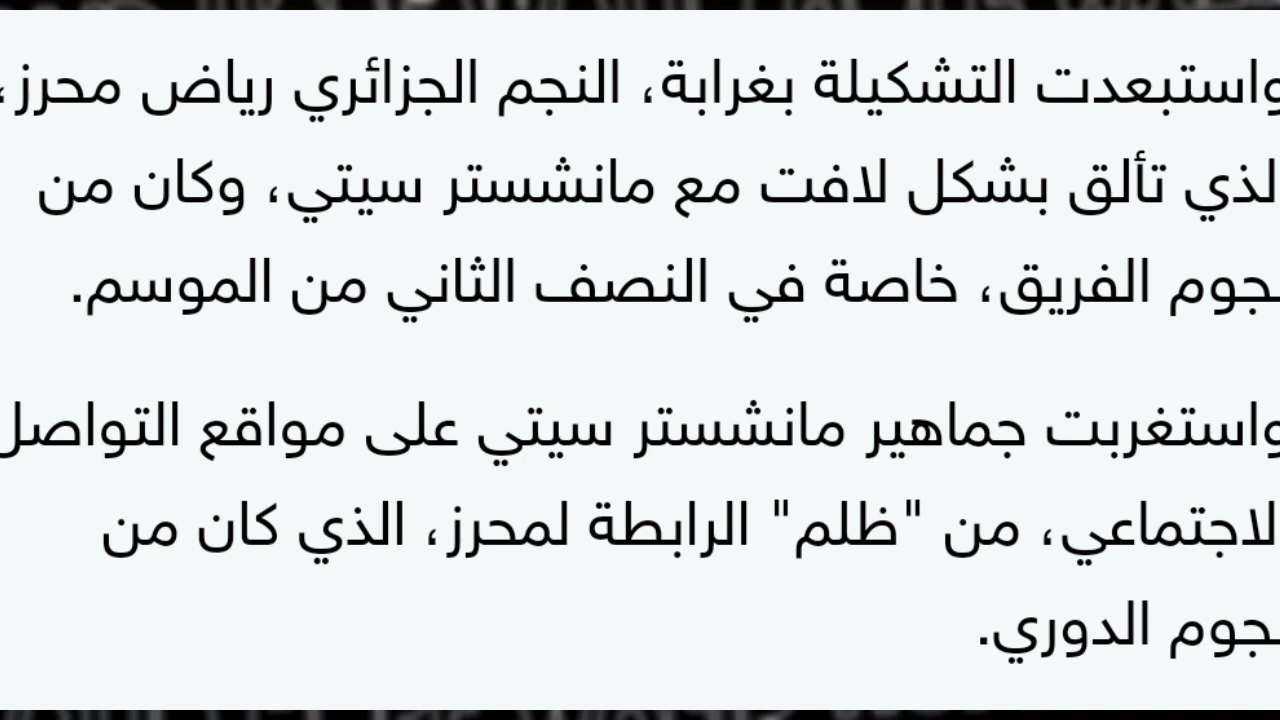 واستبعدت التشكيلة بغرابة، النجم الجزائري رياض محرز،
الذي تألق بشكل لافت مع مانشستر سيتي، وكان من
نجوم الفريق، خاصة في النصف الثاني من الموسم.
واستغربت جماهير مانشستر سيتي على مواقع التواصل
الاجتماعي، من "ظلم" الرابطة لمحرز، الذي كان من
نجوم الدوري.